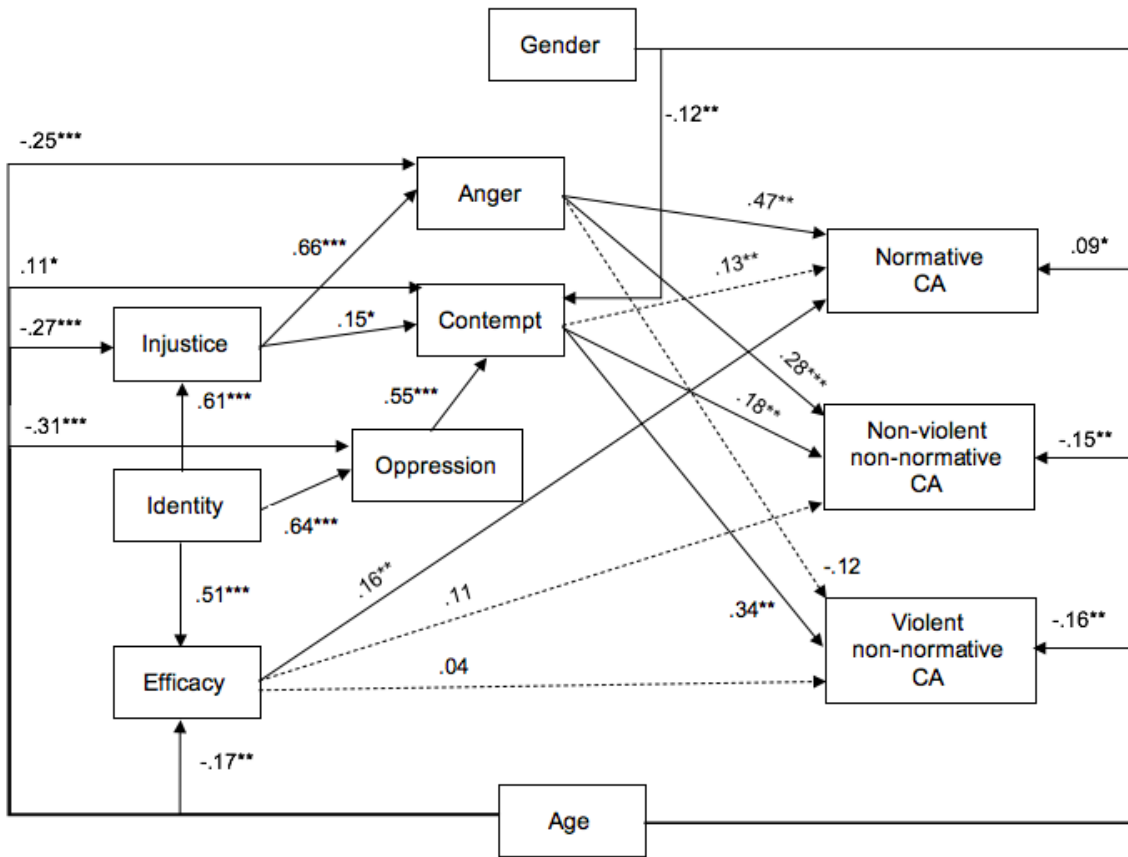 Gender
-.12**
-.25***
Anger
.47**
.66***
.13**
Normative
CA
.09*
.11*
Contempt
-.27***
Injustice
.15*
.28***
.61***
.55***
.18**
-.31***
Oppression
Non-violent
non-normative
CA
-.15**
Identity
.64***
.51***
.16**
.11
-.12
.34**
Violent
non-normative
CA
-.16**
Efficacy
.04
-.17**
Age